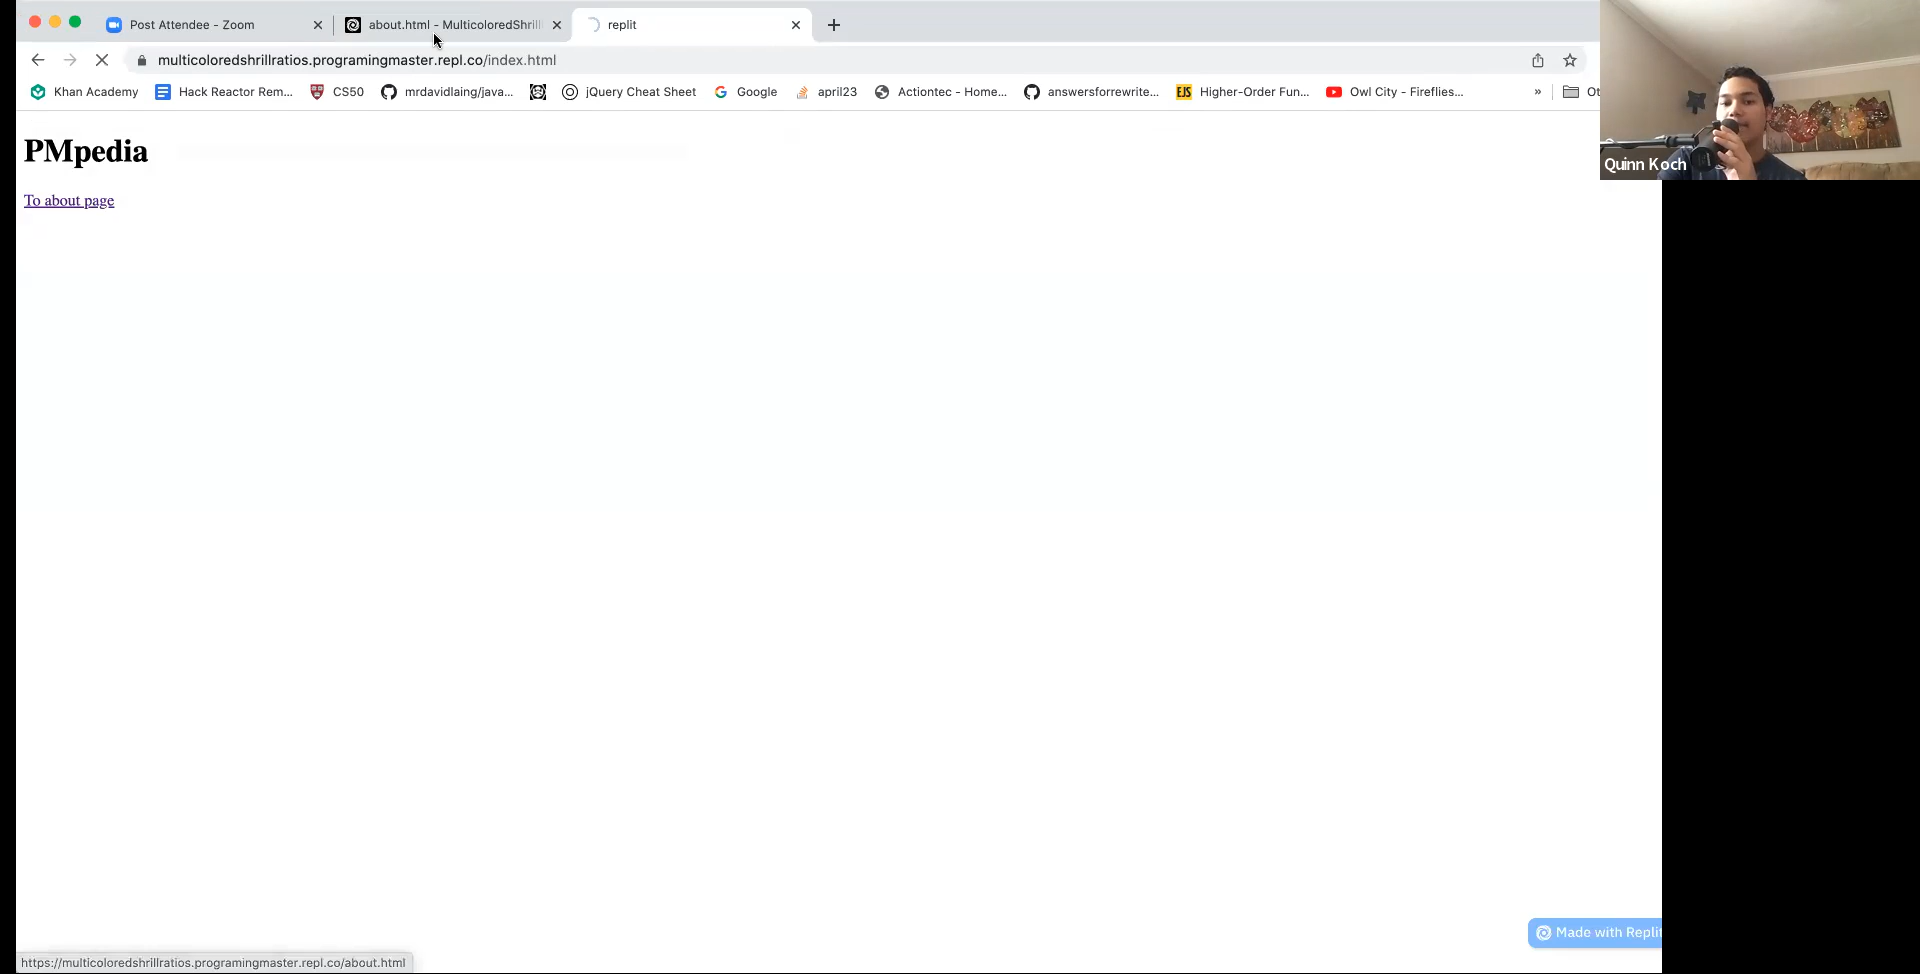 Post Attendee - Zoom
about.html - MulticoloredShrill
replit
multicoloredshrillratios.programingmaster.repl.co/index.html
Khan Academy
Hack Reactor Rem...
CS50
mrdavidlaing/java...
jQuery Cheat Sheet
Google
april23
Actiontec - Home...
answersforrewrite...
EJS
Higher-Order Fun...
Owl City - Fireflies...
»
Ot
Quinn Koch
PMpedia
To about page
Made with Replit
https://multicoloredshrillratios.programingmaster.repl.co/about.html